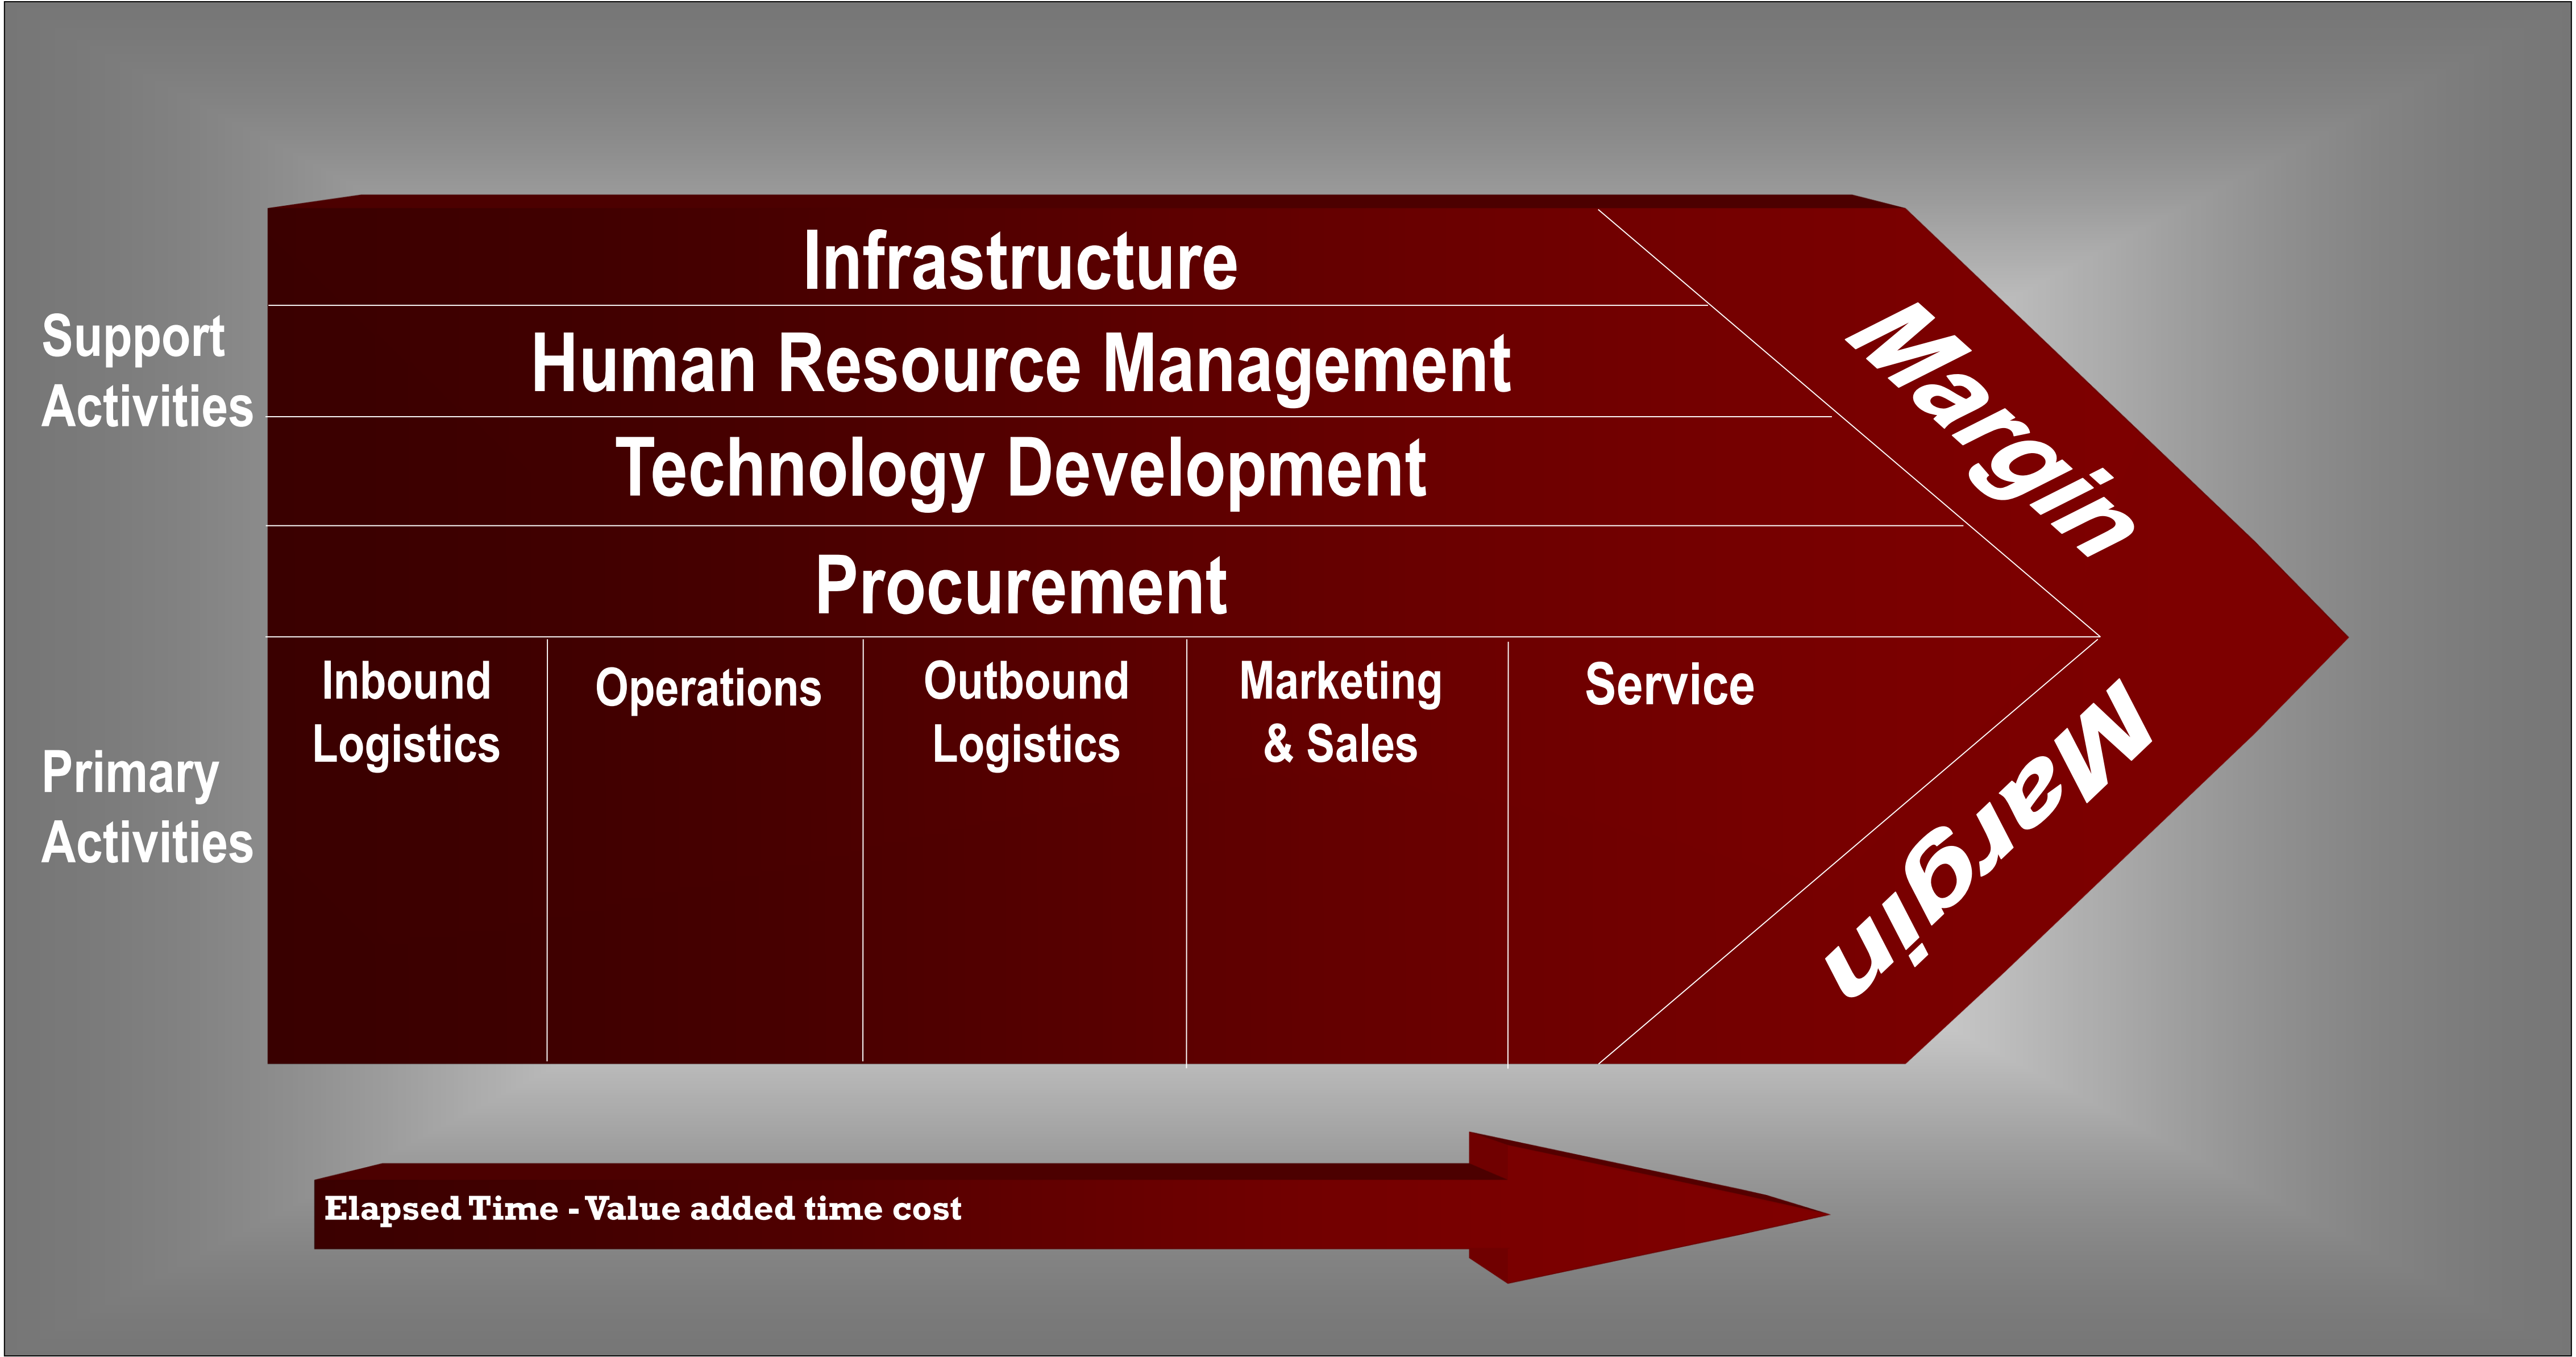 Infrastructure
Support
Activities
Human Resource Management
Technology Development
Procurement
Margin
Primary
Activities
Inbound
Logistics
Operations
Outbound
Logistics
Marketing
& Sales
Service
Margin
Elapsed Time - Value added time cost